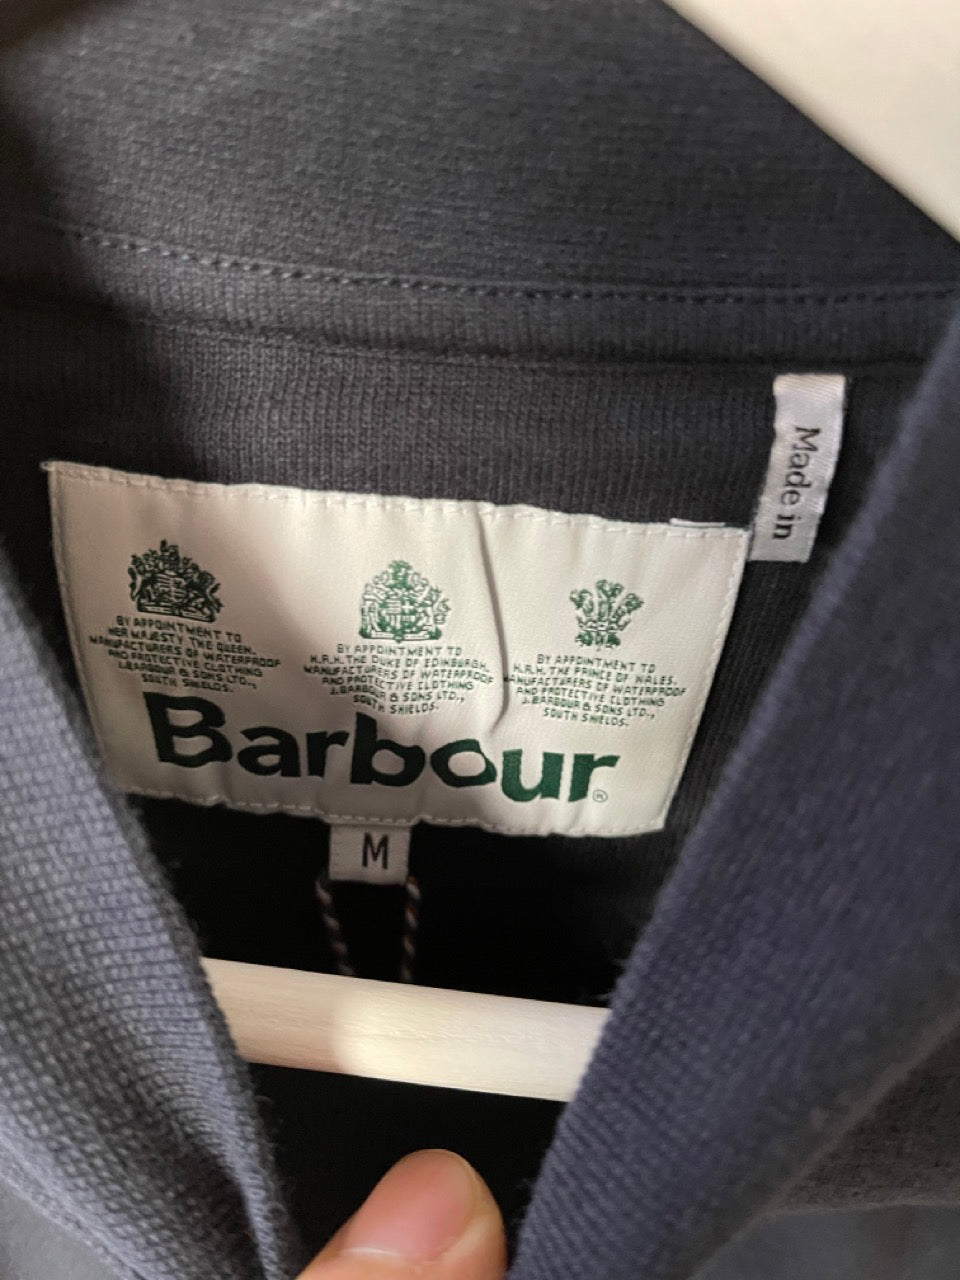 Made in
BY APPOINTMENT TO
HER MAJESTY THE QUEEN.
MANUFACTURERS OF WATERPROOF
AND PROTECTIVE CLOTHING
J.BARBOUR & SONS LTD.,
SOUTH SHIELDS.
BY APPOINTMENT TO
H.R.H. THE DUKE OF EDINBURGH.
MANUFACTURERS OF WATERPROOF
AND PROTECTIVE CLOTHING
J.BARBOUR & SONS LTD.,
SOUTH SHIELDS.
BY APPOINTMENT TO
H.R.H. THE PRINCE OF WALES.
MANUFACTURERS OF WATERPROOF
AND PROTECTIVE CLOTHING
J.BARBOUR & SONS LTD.,
SOUTH SHIELDS.
Barbour®
M